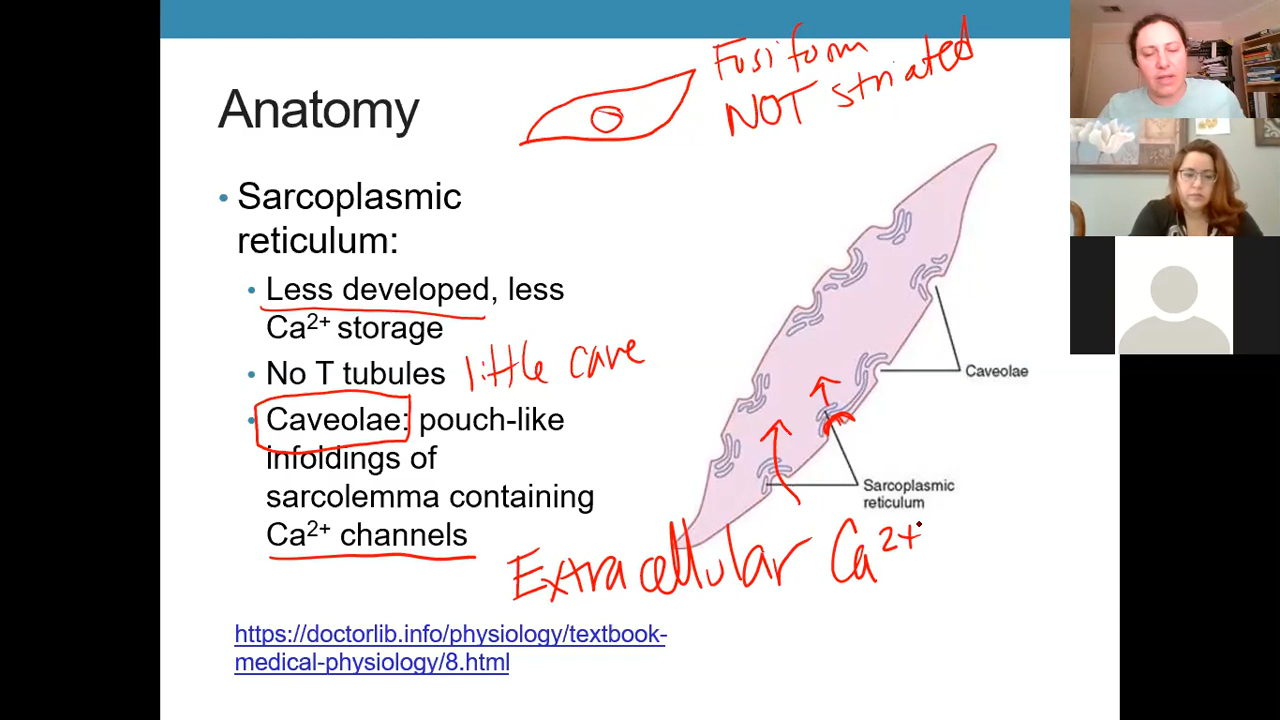 Fusiform
NOT striated
Anatomy
• Sarcoplasmic
reticulum:
• Less developed, less
Ca²⁺ storage
• No T tubules little cave
• Caveolae: pouch-like
infoldings of
sarcolemma containing
Ca²⁺ channels
Caveolae
Sarcoplasmic
reticulum
Extracellular Ca²⁺
https://doctorlib.info/physiology/textbook-
medical-physiology/8.html